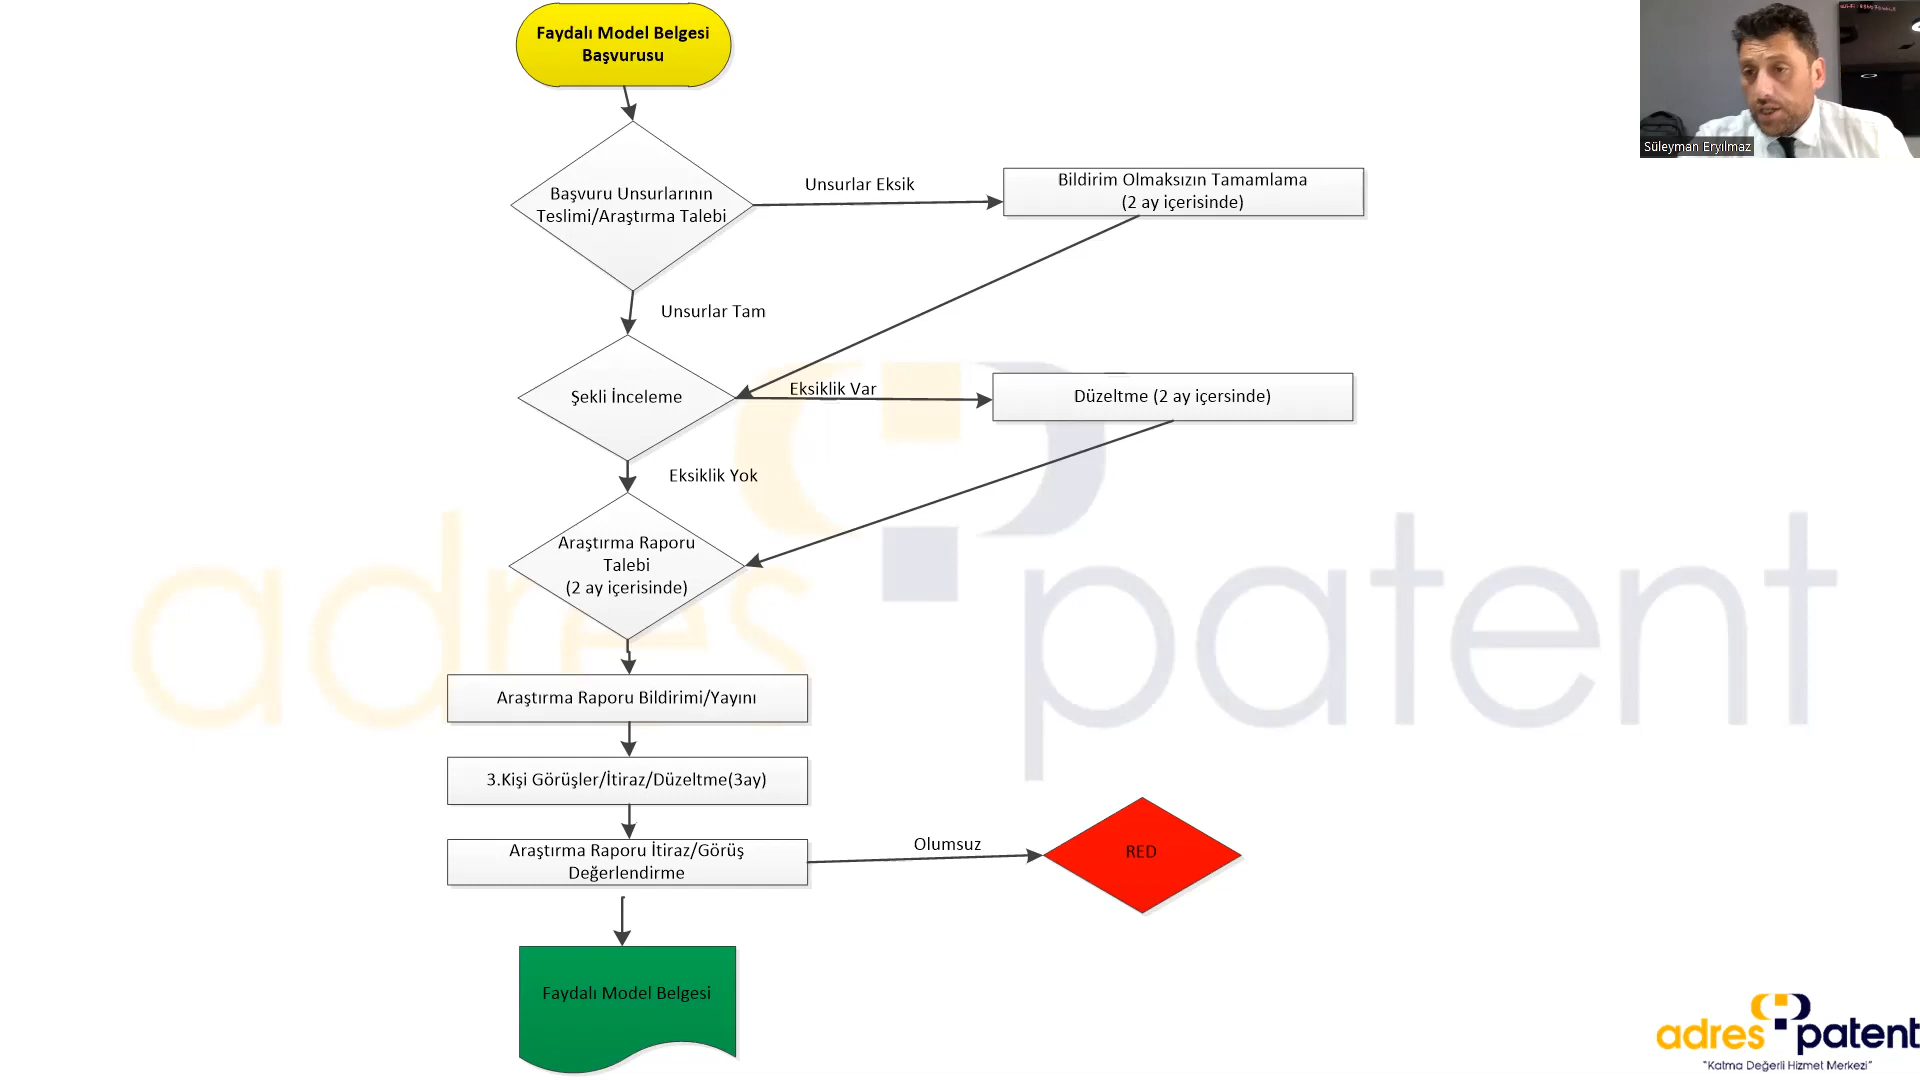 Faydalı Model Belgesi
Başvurusu
Süleyman Eryılmaz
Başvuru Unsurlarının
Teslimi/Araştırma Talebi
Unsurlar Eksik
Bildirim Olmaksızın Tamamlama
(2 ay içerisinde)
Unsurlar Tam
Şekli İnceleme
Eksiklik Var
Düzeltme (2 ay içersinde)
Eksiklik Yok
Araştırma Raporu
Talebi
(2 ay içerisinde)
adres patent
Araştırma Raporu Bildirimi/Yayını
3.Kişi Görüşler/İtiraz/Düzeltme(3ay)
Araştırma Raporu İtiraz/Görüş
Değerlendirme
Olumsuz
RED
Faydalı Model Belgesi
adres patent
“Katma Değerli Hizmet Merkezi”